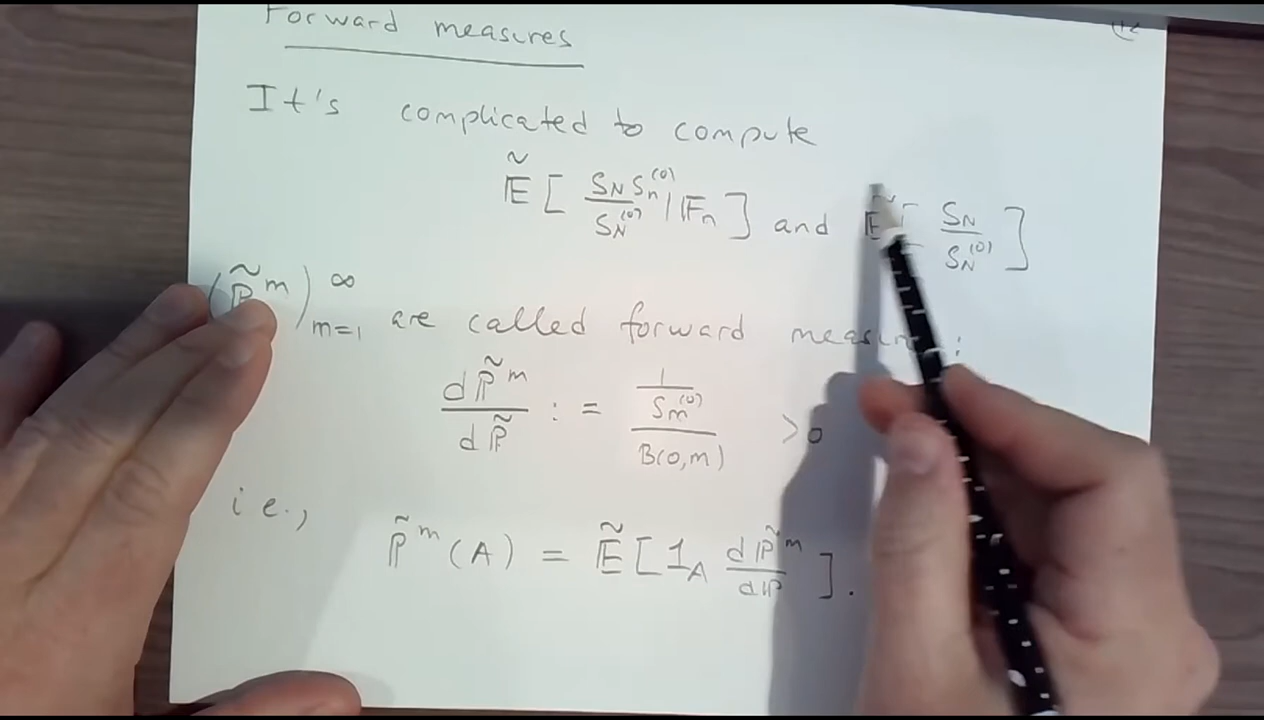 Forward measures
It's complicated to compute
Ẽ[ S_N S_n^(0) / S_N^(0) | F_n ] and Ẽ[ S_N / S_N^(0) ]
(P̃^m)_{m=1}^∞ are called forward measures:
dP̃^m / dP̃ := (1 / S_m^(0)) / B(0,m) > 0
i.e.,
P̃^m (A) = Ẽ[ 1_A dP̃^m / dP ].